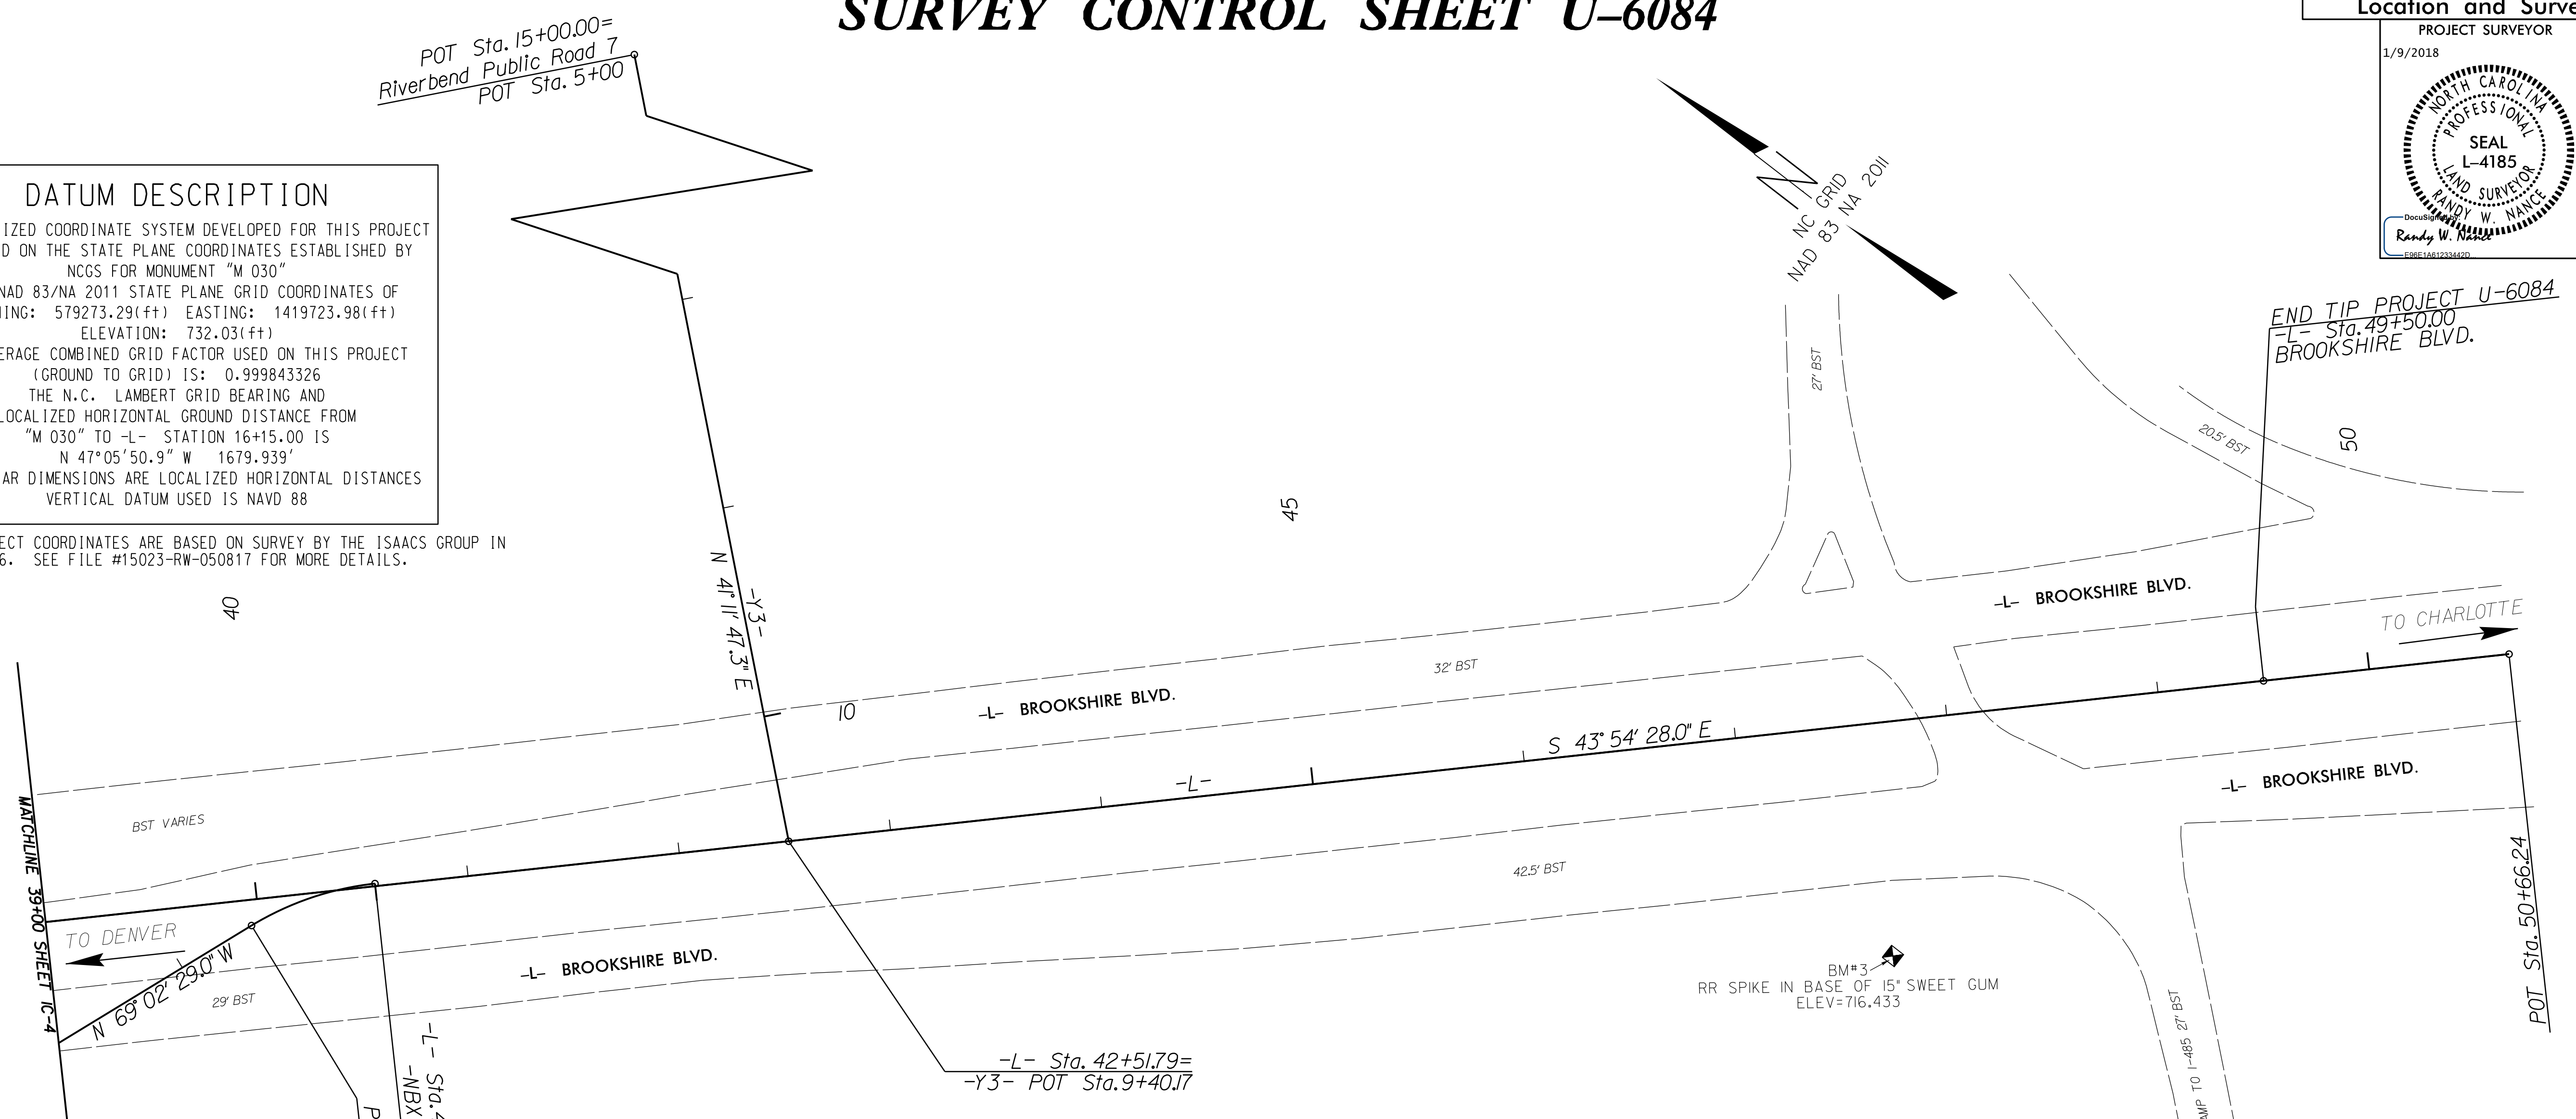 SURVEY CONTROL SHEET U–6084
Location and
PROJECT SURVEYOR
1/9/2018
NORTH CAROLINA
PROFESSIONAL
SEAL
L–4185
LAND SURVEYOR
RANDY W. NANCE
DocuSigned by:
Randy W. Nance
E96E1A61233442D...
POT Sta. 15+00.00=
Riverbend Public Road 7
POT Sta. 5+00
DATUM DESCRIPTION
COORDINATE SYSTEM DEVELOPED FOR THIS PROJECT
ON THE STATE PLANE COORDINATES ESTABLISHED BY
NCGS FOR MONUMENT "M 030"
NAD 83/NA 2011 STATE PLANE GRID COORDINATES OF
579273.29(ft) EASTING: 1419723.98(ft)
ELEVATION: 732.03(ft)
COMBINED GRID FACTOR USED ON THIS PROJECT
(GROUND TO GRID) IS: 0.999843326
THE N.C. LAMBERT GRID BEARING AND
LOCALIZED HORIZONTAL GROUND DISTANCE FROM
"M 030" TO -L- STATION 16+15.00 IS
N 47°05'50.9" W 1679.939'
DIMENSIONS ARE LOCALIZED HORIZONTAL DISTANCES
VERTICAL DATUM USED IS NAVD 88
COORDINATES ARE BASED ON SURVEY BY THE ISAACS GROUP IN
SEE FILE #15023-RW-050817 FOR MORE DETAILS.
NC GRID
NAD 83 NA 2011
END TIP PROJECT U-6084
-L- Sta. 49+50.00
BROOKSHIRE BLVD.
27' BST
20.5' BST
50
45
40
-Y3-
N 41° 11' 47.3" E
10
–L– BROOKSHIRE BLVD.
TO CHARLOTTE
32' BST
–L– BROOKSHIRE BLVD.
S 43° 54' 28.0" E
-L-
–L– BROOKSHIRE BLVD.
BST VARIES
MATCHLINE 39+00 SHEET 1C-4
TO DENVER
N 69° 02' 29.0" W
29' BST
–L– BROOKSHIRE BLVD.
42.5' BST
BM#3
RR SPIKE IN BASE OF 15" SWEET GUM
ELEV=716.433
POT Sta. 50+66.24
TO I-485 27' BST
-L- Sta. 42+51.79=
-Y3- POT Sta. 9+40.17
-L- Sta.